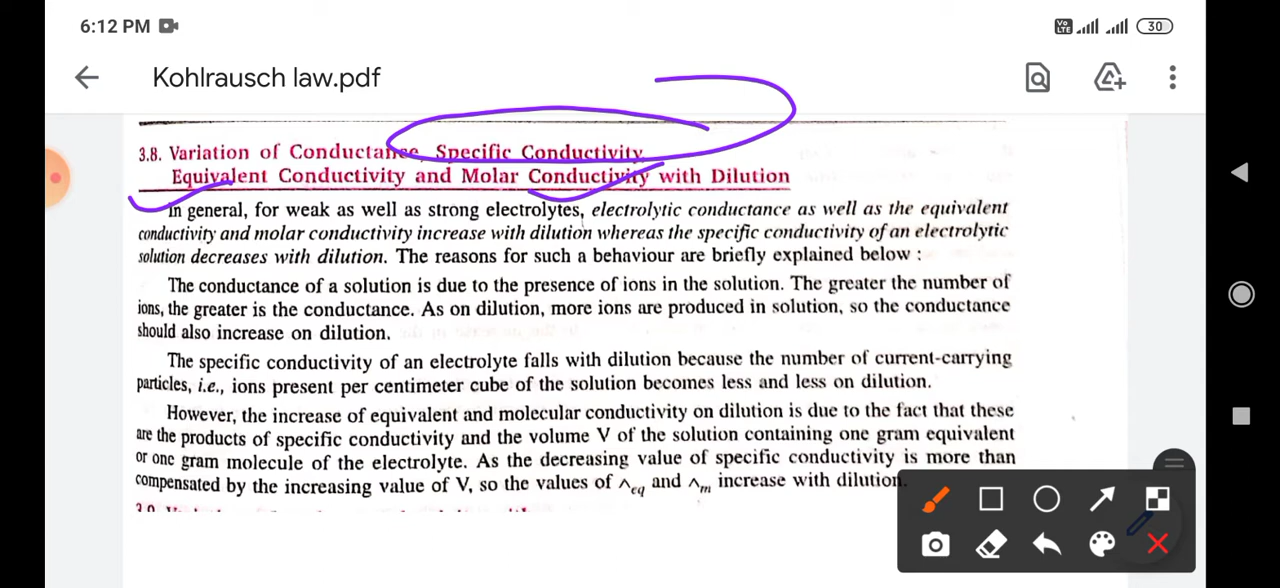 6:12 PM
Vo LTE
30
Kohlrausch law.pdf
3.8. Variation of Conductance, Specific Conductivity,
Equivalent Conductivity and Molar Conductivity with Dilution
In general, for weak as well as strong electrolytes, electrolytic conductance as well as the equivalent
conductivity and molar conductivity increase with dilution whereas the specific conductivity of an electrolytic
solution decreases with dilution. The reasons for such a behaviour are briefly explained below :
The conductance of a solution is due to the presence of ions in the solution. The greater the number of
ions, the greater is the conductance. As on dilution, more ions are produced in solution, so the conductance
should also increase on dilution.
The specific conductivity of an electrolyte falls with dilution because the number of current-carrying
particles, i.e., ions present per centimeter cube of the solution becomes less and less on dilution.
However, the increase of equivalent and molecular conductivity on dilution is due to the fact that these
are the products of specific conductivity and the volume V of the solution containing one gram equivalent
or one gram molecule of the electrolyte. As the decreasing value of specific conductivity is more than
compensated by the increasing value of V, so the values of ^eq and ^m increase with dilution.